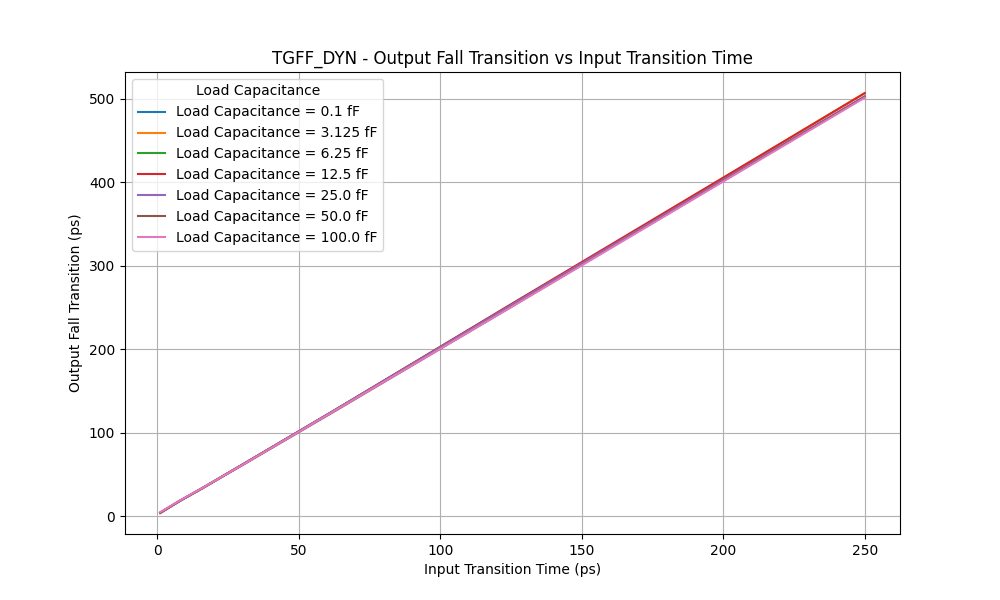 TGFF_DYN - Output Fall Transition vs Input Transition Time
Load Capacitance
Load Capacitance = 0.1 fF
Load Capacitance = 3.125 fF
Load Capacitance = 6.25 fF
Load Capacitance = 12.5 fF
Load Capacitance = 25.0 fF
Load Capacitance = 50.0 fF
Load Capacitance = 100.0 fF
Output Fall Transition (ps)
500
400
300
200
100
0
0 50 100 150 200 250
Input Transition Time (ps)